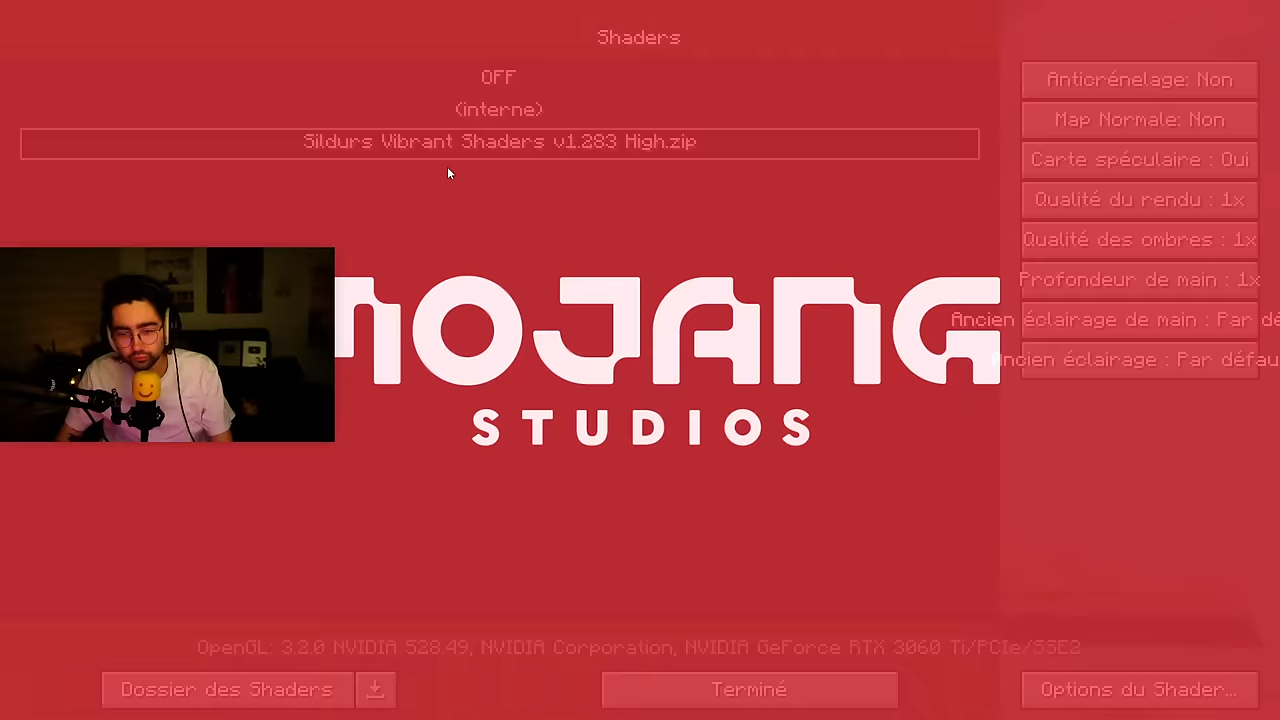 Shaders
OFF
(interne)
Sildurs Vibrant Shaders v1.283 High.zip
Anticrénelage: Non
Map Normale: Non
Carte spéculaire : Oui
Qualité du rendu : 1x
Qualité des ombres : 1x
Profondeur de main : 1x
Ancien éclairage de main : Par dé
Ancien éclairage : Par défau
MOJANG
STUDIOS
OpenGL: 3.2.0 NVIDIA 528.49, NVIDIA Corporation, NVIDIA GeForce RTX 3060 Ti/PCIe/SSE2
Dossier des Shaders
Terminé
Options du Shader...